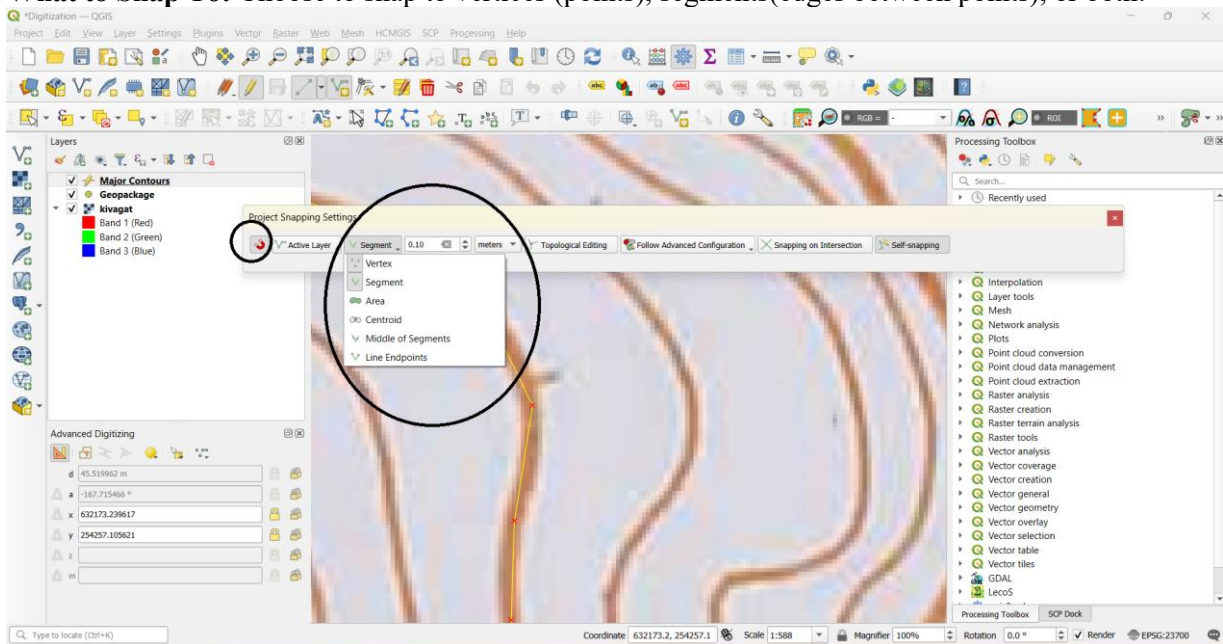 What to Snap To: Choose to snap to vertices (points), segments(edges between points), or both.
*Digitization — QGIS
Project Edit View Layer Settings Plugins Vector Raster Web Mesh HCMGIS SCP Processing Help
RGB = -
ROI
Layers
Major Contours
Geopackage
kivagat
Band 1 (Red)
Band 2 (Green)
Band 3 (Blue)
Project Snapping Settings
Active Layer Segment 0.10 meters Topological Editing Follow Advanced Configuration Snapping on Intersection Self-snapping
Vertex
Segment
Area
Centroid
Middle of Segments
Line Endpoints
Processing Toolbox
Search...
Recently used
Interpolation
Layer tools
Mesh
Network analysis
Plots
Point cloud conversion
Point cloud data management
Point cloud extraction
Raster analysis
Raster creation
Raster terrain analysis
Raster tools
Vector analysis
Vector coverage
Vector creation
Vector general
Vector geometry
Vector overlay
Vector selection
Vector table
Vector tiles
GDAL
LecoS
Processing Toolbox SCP Dock
Advanced Digitizing
d 45.519962 m
a -167.715466 °
x 632173.239617
y 254257.105621
z
m
Type to locate (Ctrl+K) Coordinate 632173.2, 254257.1 Scale 1:588 Magnifier 100% Rotation 0.0 ° Render EPSG:23700